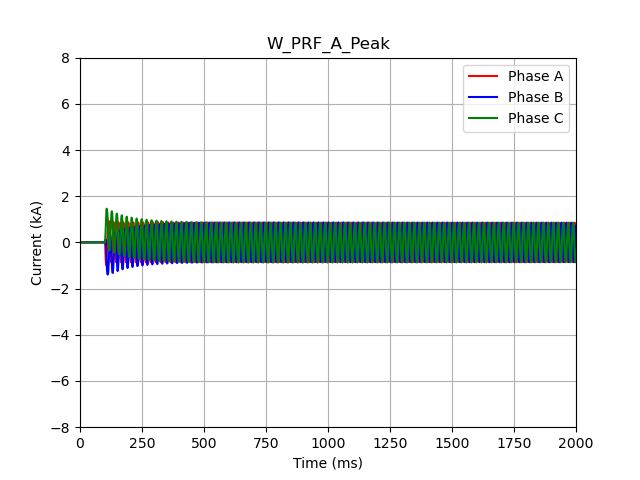 W_PRF_A_Peak
8
6
4
2
0
−2
−4
−6
−8
Current (kA)
Phase A
Phase B
Phase C
0 250 500 750 1000 1250 1500 1750 2000
Time (ms)